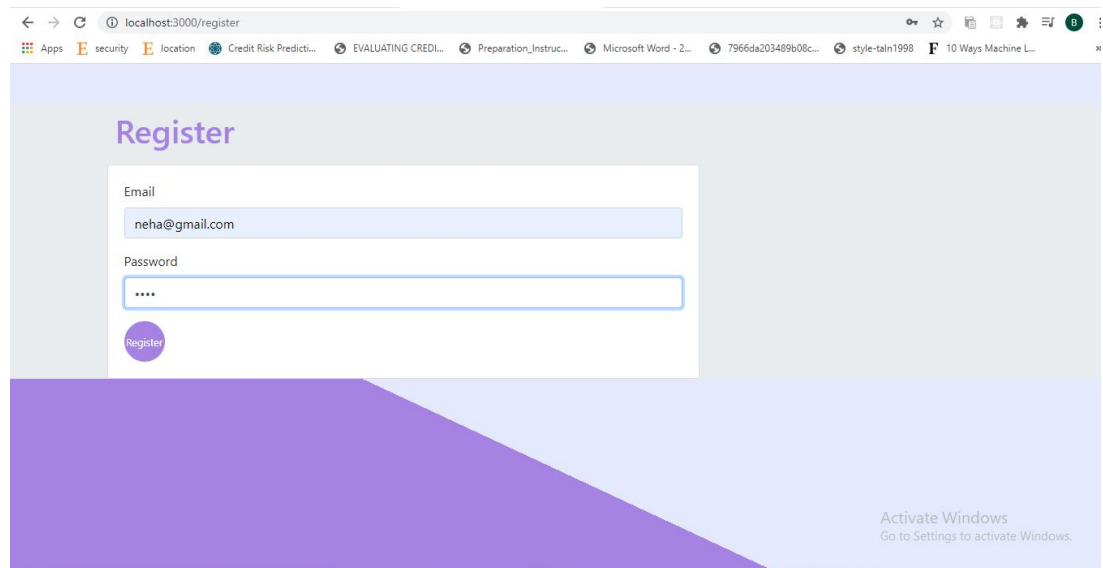 localhost:3000/register
B
Apps E security E location Credit Risk Predicti... EVALUATING CREDI... Preparation_Instruc... Microsoft Word - 2... 7966da203489b08c... style-taln1998 F 10 Ways Machine L... »
Register
Email
neha@gmail.com
Password
••••
Register
Activate Windows
Go to Settings to activate Windows.